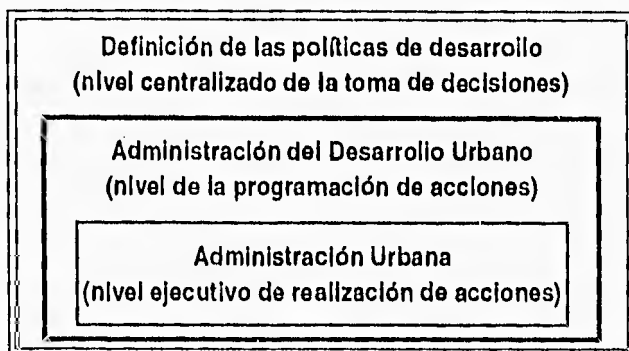 Definición de las políticas de desarrollo
(nivel centralizado de la toma de decisiones)
Administración del Desarrollo Urbano
(nivel de la programación de acciones)
Administración Urbana
(nivel ejecutivo de realización de acciones)